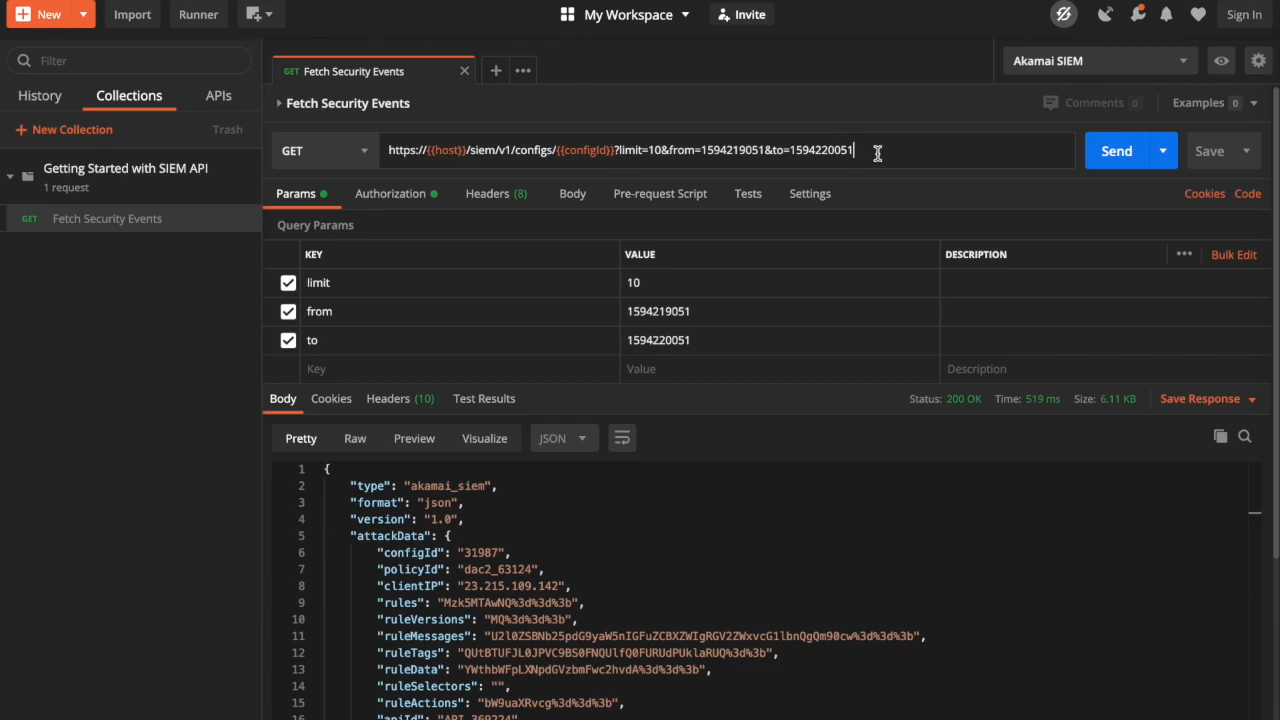 New Import Runner My Workspace Invite Sign In
Filter
Akamai SIEM
GET Fetch Security Events
History Collections APIs
Fetch Security Events
Comments 0 Examples 0
New Collection Trash
GET https://{{host}}/siem/v1/configs/{{configId}}?limit=10&from=1594219051&to=1594220051 Send Save
Getting Started with SIEM API
1 request
Params Authorization Headers (8) Body Pre-request Script Tests Settings Cookies Code
GET Fetch Security Events
Query Params
KEY VALUE DESCRIPTION Bulk Edit
limit 10
from 1594219051
to 1594220051
Key Value Description
Body Cookies Headers (10) Test Results Status: 200 OK Time: 519 ms Size: 6.11 KB Save Response
Pretty Raw Preview Visualize JSON
1 {
2 "type": "akamai_siem",
3 "format": "json",
4 "version": "1.0",
5 "attackData": {
6 "configId": "31987",
7 "policyId": "dac2_63124",
8 "clientIP": "23.215.109.142",
9 "rules": "Mzk5MTAwNQ%3d%3d%3b",
10 "ruleVersions": "MQ%3d%3d%3b",
11 "ruleMessages": "U2l0ZSBNb25pdG9yaW5nIGFuZCBXZWIgRGV2ZWxvcG1lbnQgQm90cw%3d%3d%3b",
12 "ruleTags": "QUtBTUFJL0JPVC9BS0FNQUlfQ0FURUdPUklaRUQ%3d%3b",
13 "ruleData": "YWthbWFpLXNpdGVzbmFwc2hvdA%3d%3d%3b",
14 "ruleSelectors": "",
15 "ruleActions": "bW9uaXRvcg%3d%3d%3b",
16 "apiId": "API_369224",